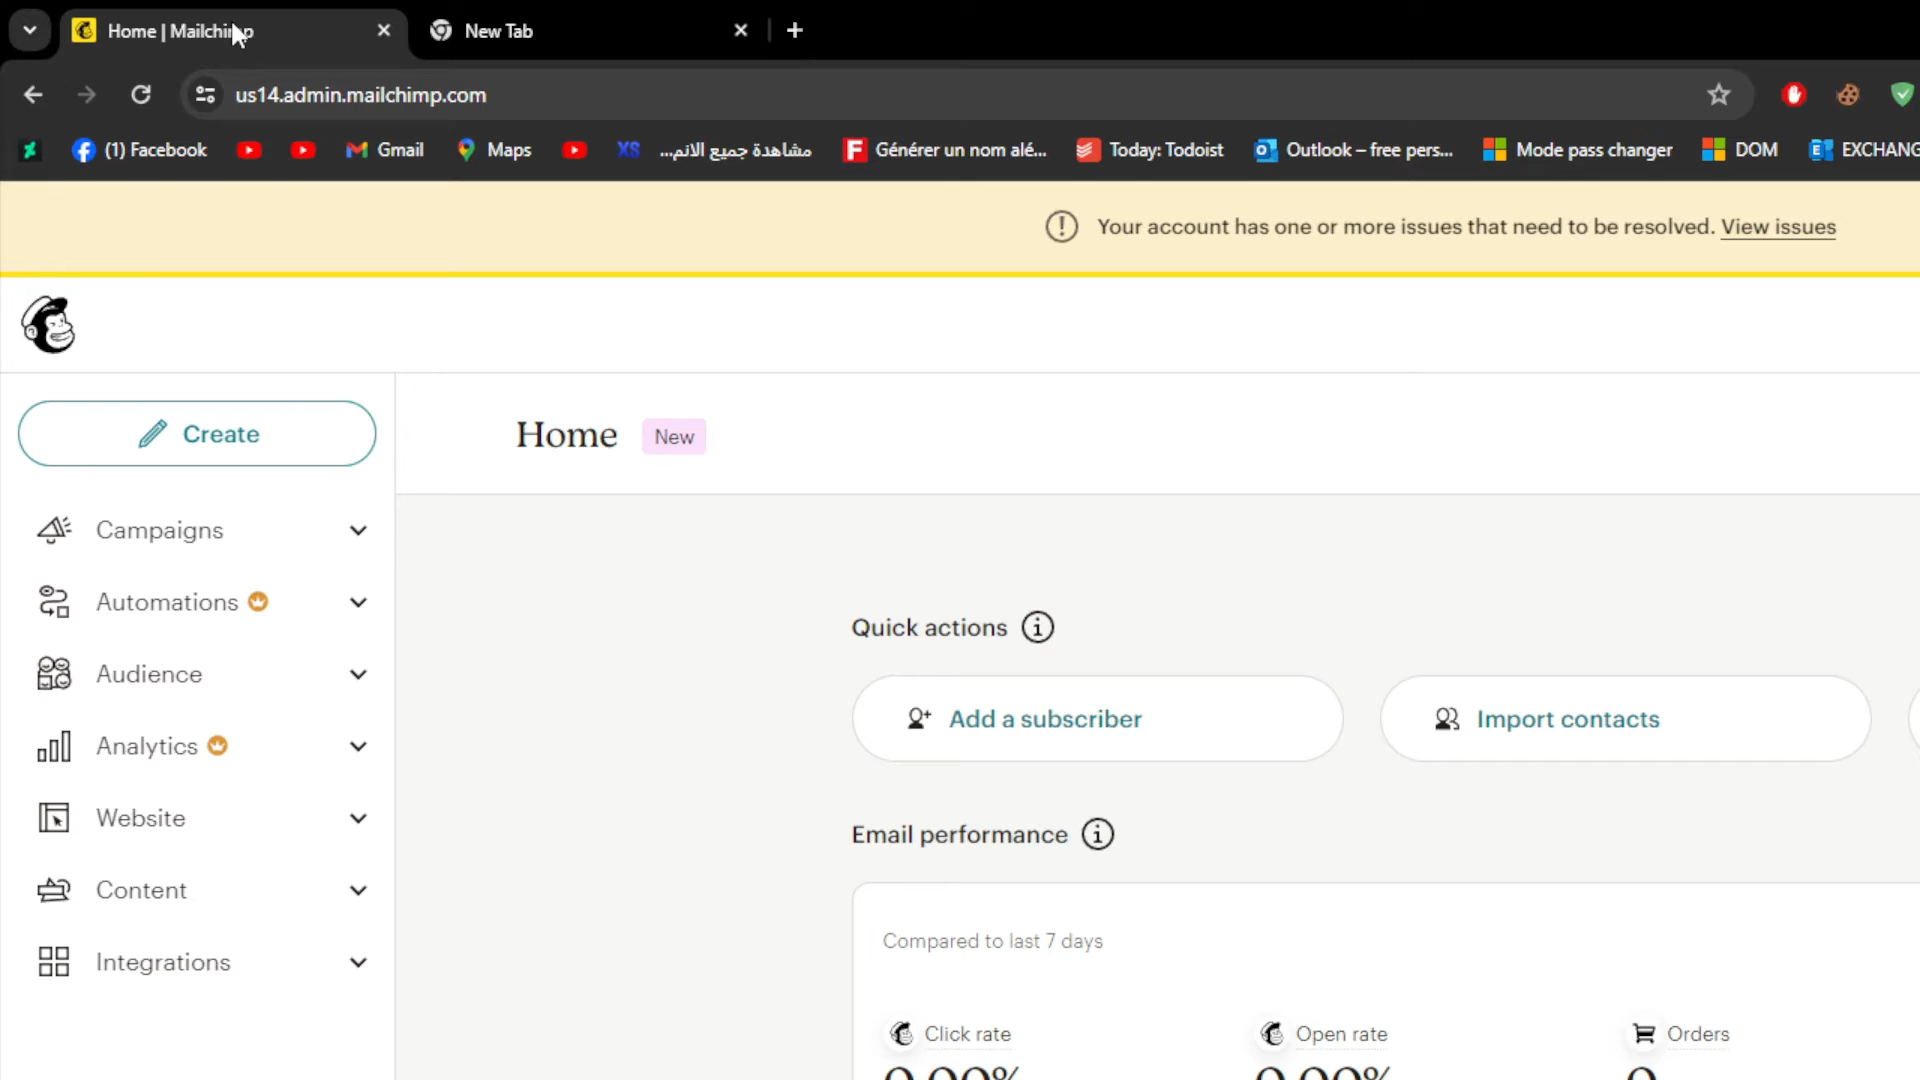 Home | Mailchimp
New Tab
us14.admin.mailchimp.com
(1) Facebook
Gmail
Maps
XS
مشاهدة جميع الانم...
F Générer un nom alé...
Today: Todoist
Outlook – free pers...
Mode pass changer
DOM
EXCHANG
Your account has one or more issues that need to be resolved. View issues
Create
Home New
Campaigns
Automations
Audience
Analytics
Website
Content
Integrations
Quick actions
Add a subscriber
Import contacts
Email performance
Compared to last 7 days
Click rate
Open rate
Orders
0.00%
0.00%